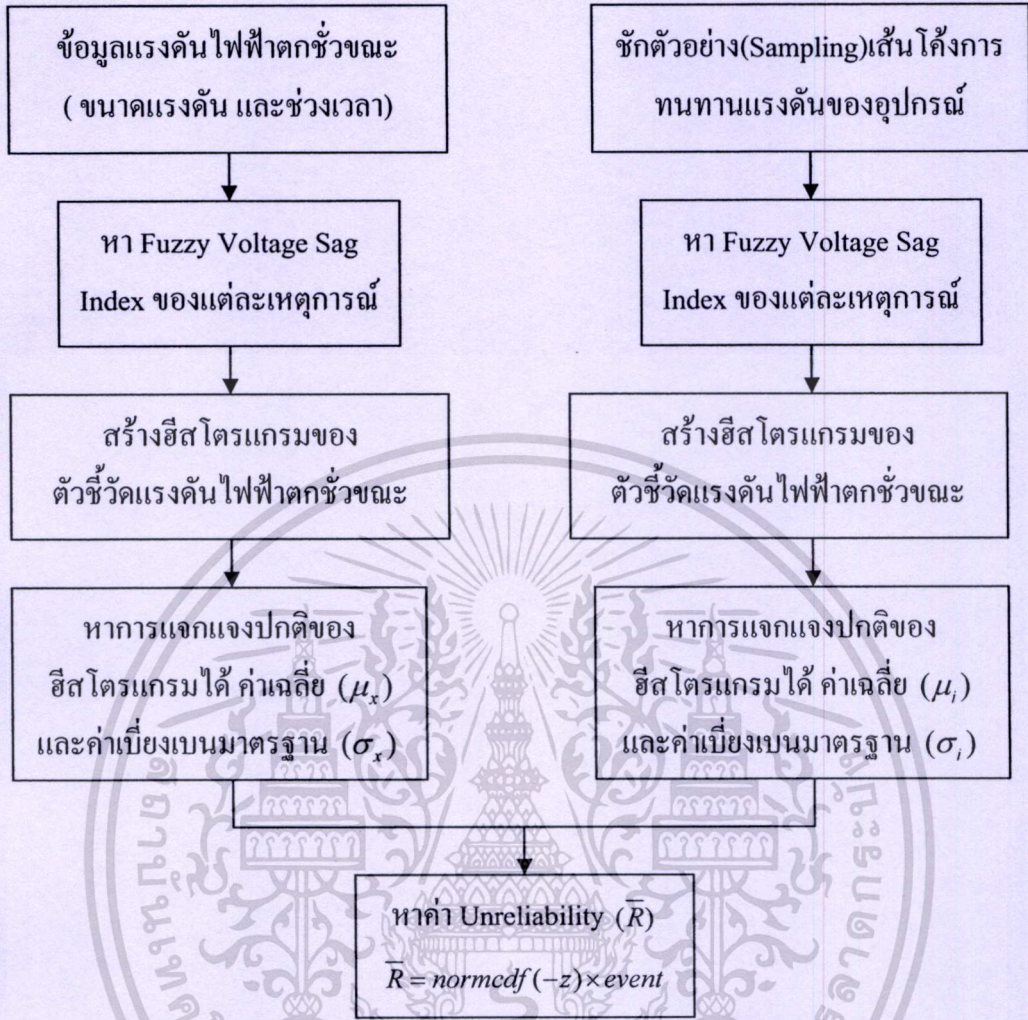 ข้อมูลแรงดันไฟฟ้าตกชั่วขณะ
( ขนาดแรงดัน และช่วงเวลา)
หา Fuzzy Voltage Sag
Index ของแต่ละเหตุการณ์
สร้างฮีสโตรแกรมของ
ตัวชี้วัดแรงดันไฟฟ้าตกชั่วขณะ
หาการแจกแจงปกติของ
ฮีสโตรแกรมได้ ค่าเฉลี่ย (μ_x)
และค่าเบี่ยงเบนมาตรฐาน (σ_x)
ชักตัวอย่าง(Sampling)เส้นโค้งการ
ทนทานแรงดันของอุปกรณ์
หา Fuzzy Voltage Sag
Index ของแต่ละเหตุการณ์
สร้างฮีสโตรแกรมของ
ตัวชี้วัดแรงดันไฟฟ้าตกชั่วขณะ
หาการแจกแจงปกติของ
ฮีสโตรแกรมได้ ค่าเฉลี่ย (μ_i)
และค่าเบี่ยงเบนมาตรฐาน (σ_i)
หาค่า Unreliability (R̅)
R̅ = normcdf (−z)×event